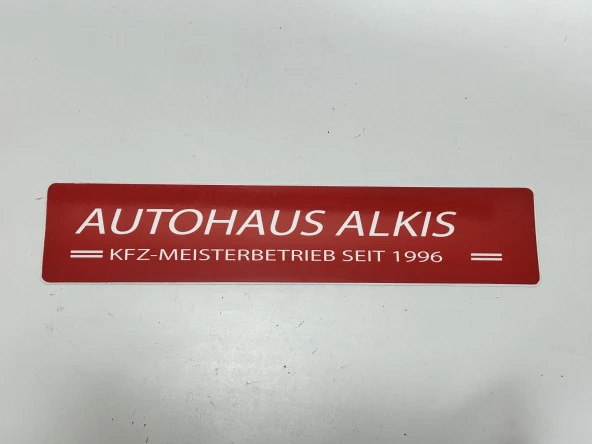 AUTOHAUS ALKIS
KFZ-MEISTERBETRIEB SEIT 1996